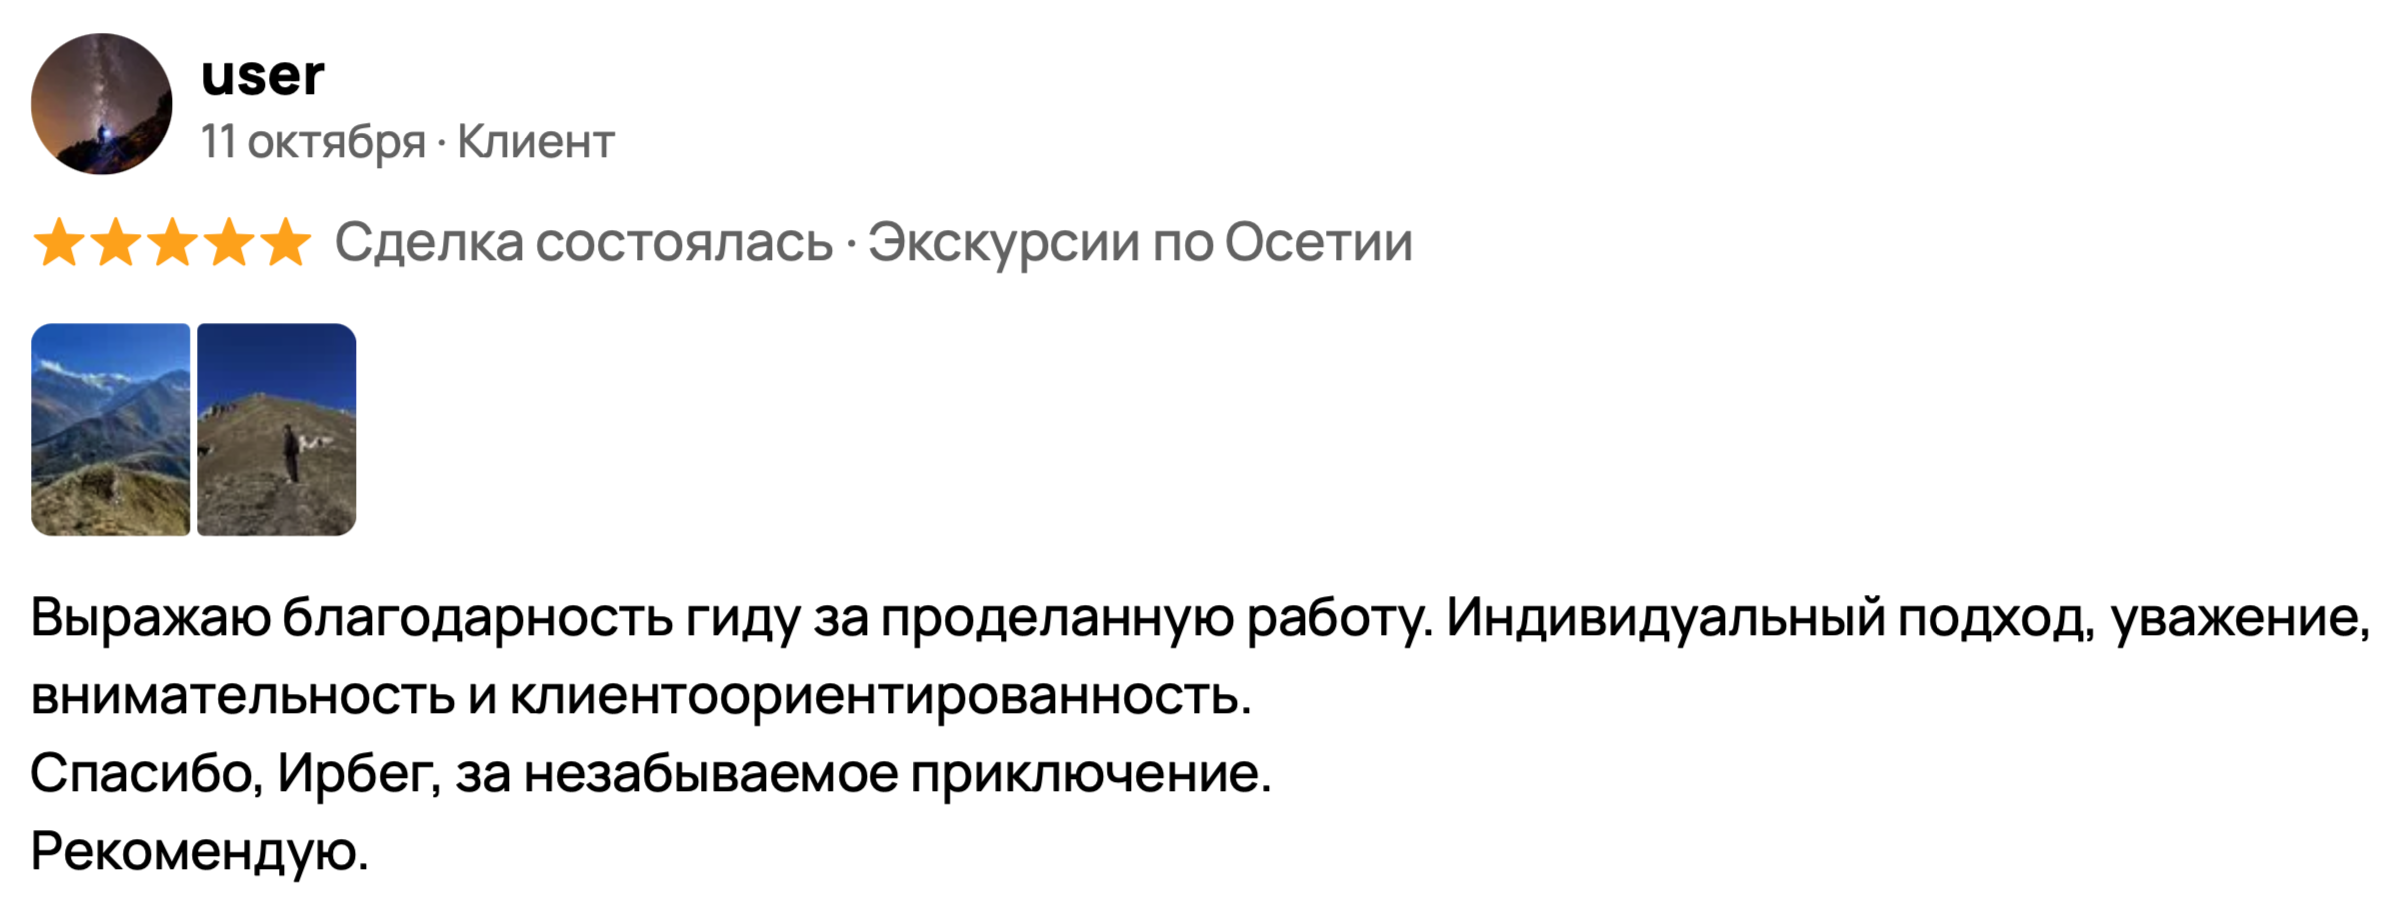 user
11 октября · Клиент
Сделка состоялась · Экскурсии по Осетии
Выражаю благодарность гиду за проделанную работу. Индивидуальный подход, уважение,
внимательность и клиентоориентированность.
Спасибо, Ирбег, за незабываемое приключение.
Рекомендую.